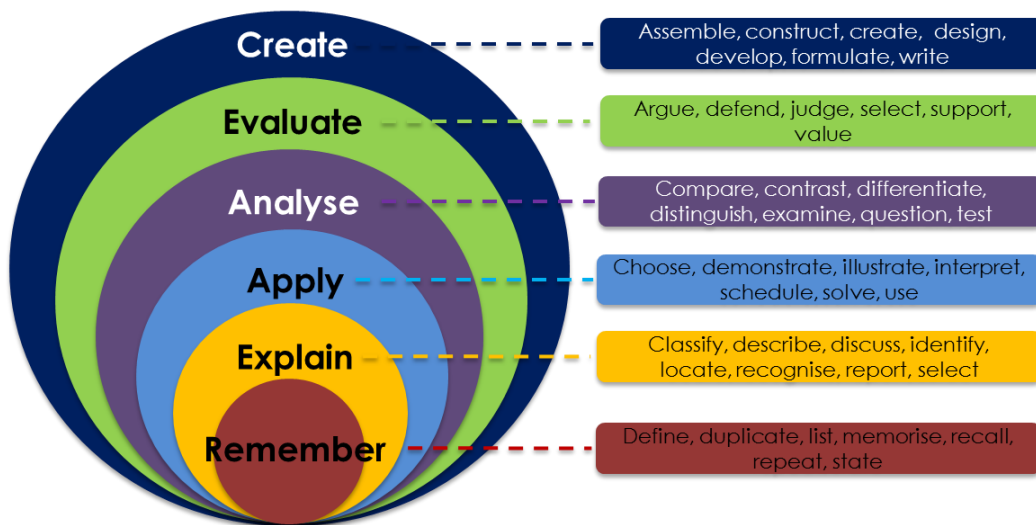 Create
Assemble, construct, create, design,
develop, formulate, write
Evaluate
Argue, defend, judge, select, support,
value
Analyse
Compare, contrast, differentiate,
distinguish, examine, question, test
Apply
Choose, demonstrate, illustrate, interpret,
schedule, solve, use
Explain
Classify, describe, discuss, identify,
locate, recognise, report, select
Remember
Define, duplicate, list, memorise, recall,
repeat, state